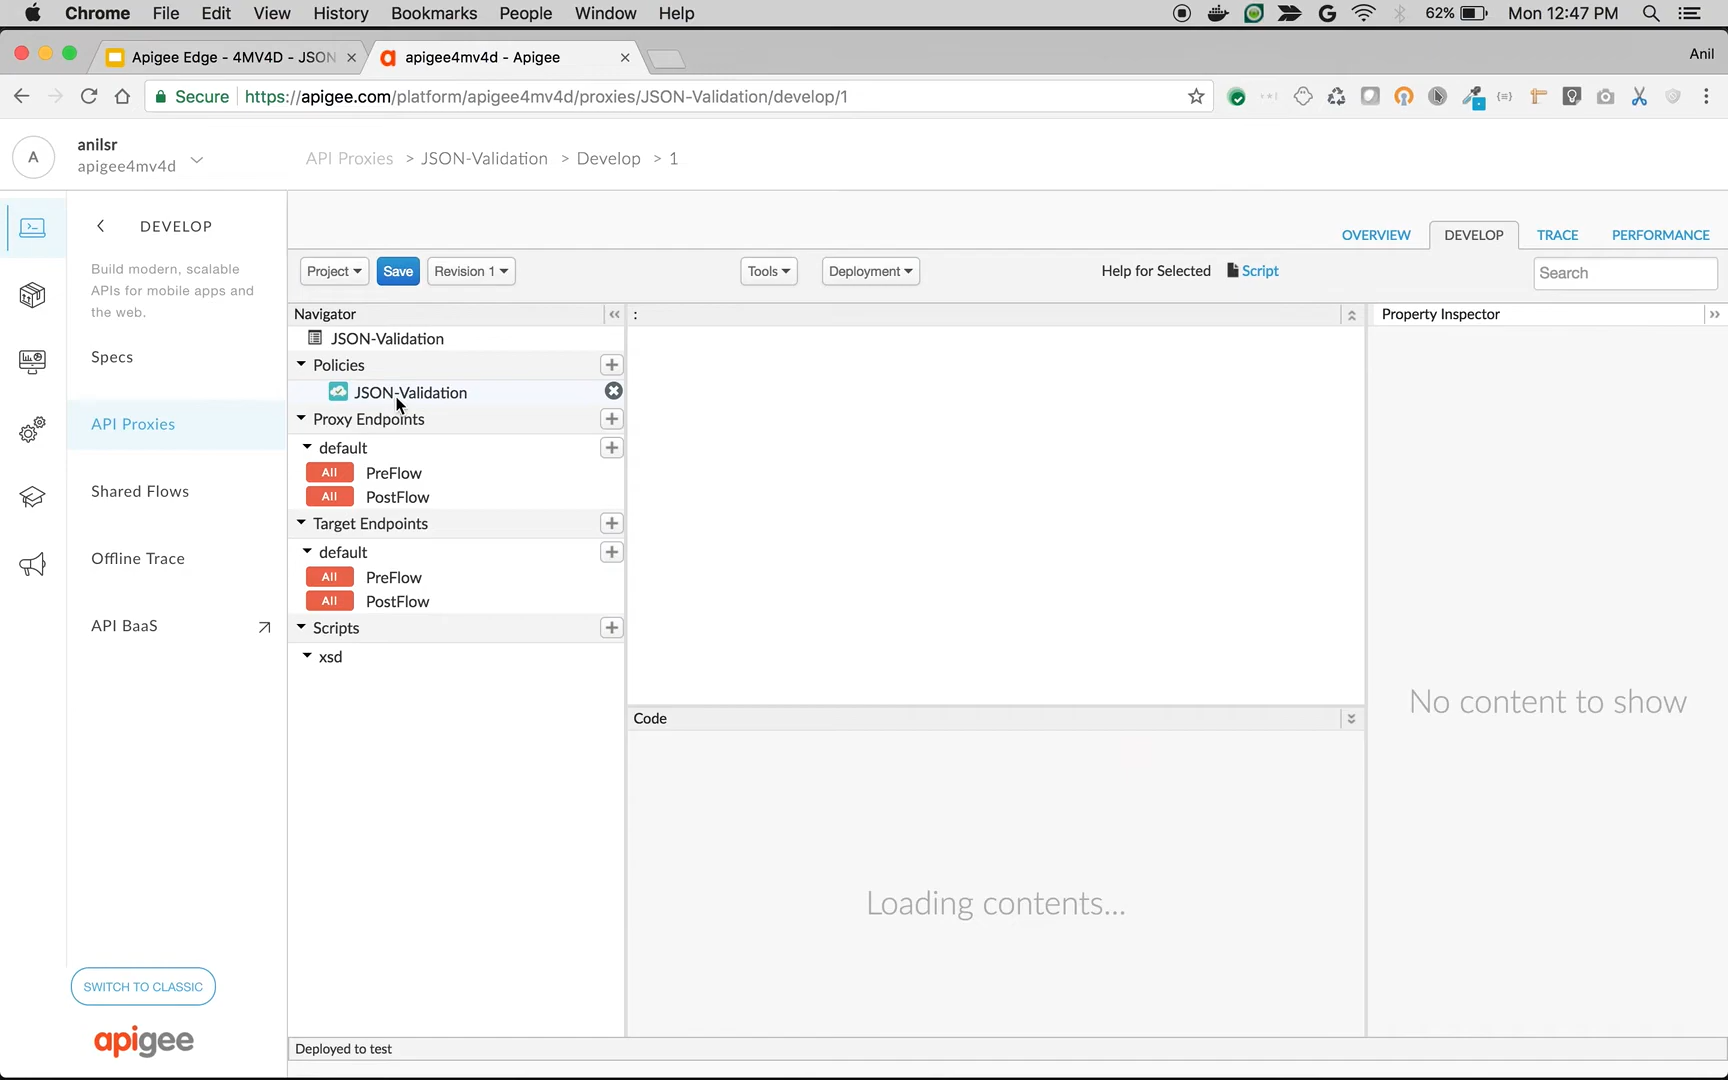 Chrome File Edit View History Bookmarks People Window Help 62% Mon 12:47 PM
Apigee Edge - 4MV4D - JSON apigee4mv4d - Apigee Anil
Secure https://apigee.com/platform/apigee4mv4d/proxies/JSON-Validation/develop/1
A anilsr
apigee4mv4d
API Proxies > JSON-Validation > Develop > 1
DEVELOP
Build modern, scalable
APIs for mobile apps and
the web.
Specs
API Proxies
Shared Flows
Offline Trace
API BaaS
SWITCH TO CLASSIC
apigee
OVERVIEW DEVELOP TRACE PERFORMANCE
Project Save Revision 1 Tools Deployment Help for Selected Script Search
Navigator
JSON-Validation
Policies
JSON-Validation
Proxy Endpoints
default
All PreFlow
All PostFlow
Target Endpoints
default
All PreFlow
All PostFlow
Scripts
xsd
:
Code
Loading contents...
Property Inspector
No content to show
Deployed to test